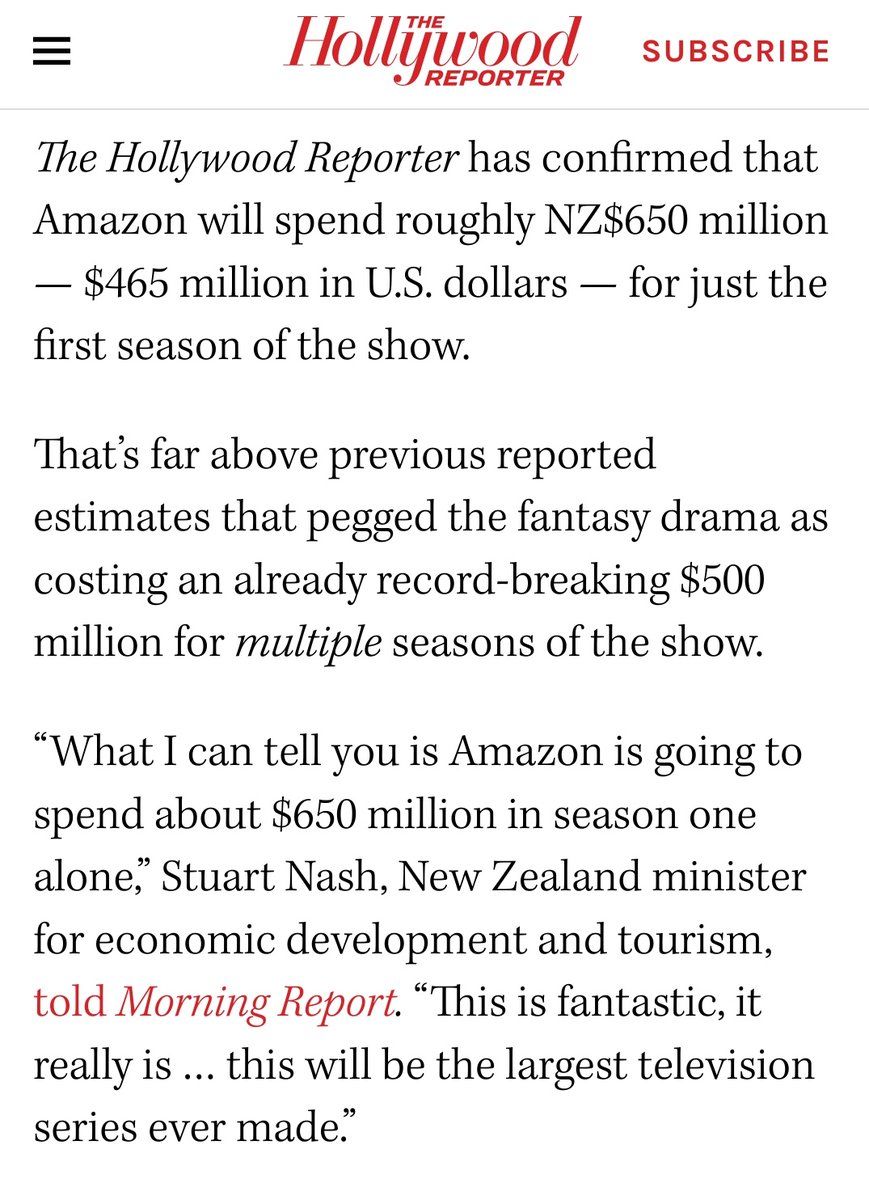 THE
Hollywood
REPORTER
SUBSCRIBE
The Hollywood Reporter has confirmed that
Amazon will spend roughly NZ$650 million
— $465 million in U.S. dollars — for just the
first season of the show.
That’s far above previous reported
estimates that pegged the fantasy drama as
costing an already record-breaking $500
million for multiple seasons of the show.
“What I can tell you is Amazon is going to
spend about $650 million in season one
alone,” Stuart Nash, New Zealand minister
for economic development and tourism,
told Morning Report. “This is fantastic, it
really is ... this will be the largest television
series ever made.”